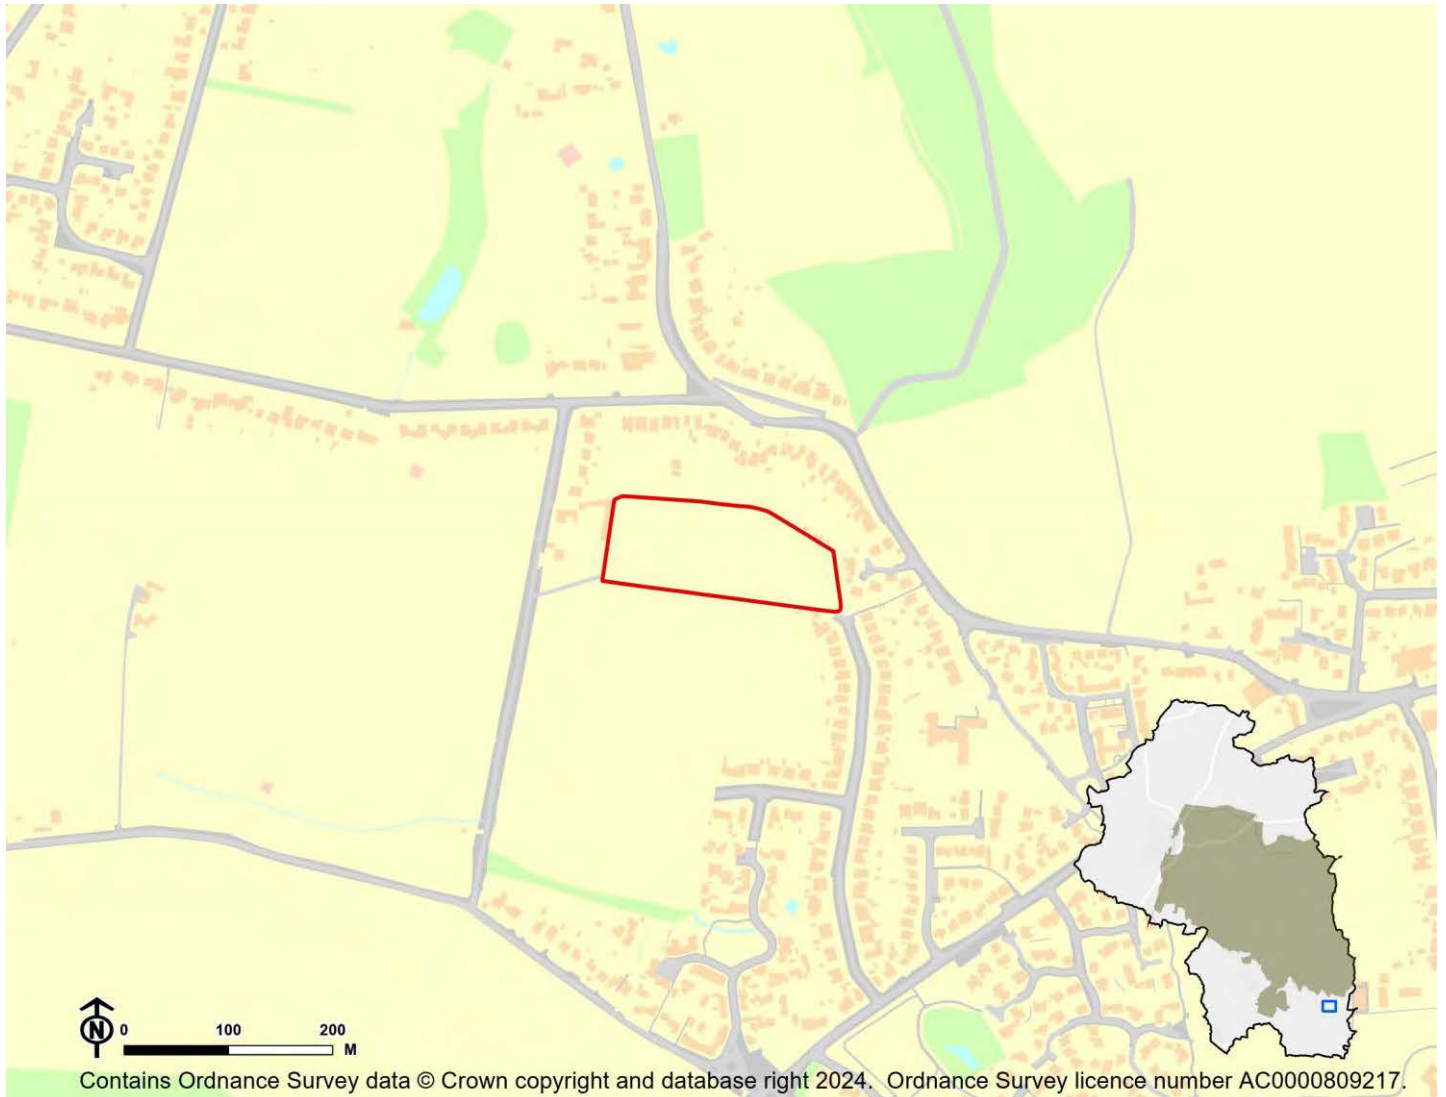 N
0 100 200
M
Contains Ordnance Survey data © Crown copyright and database right 2024. Ordnance Survey licence number AC0000809217.